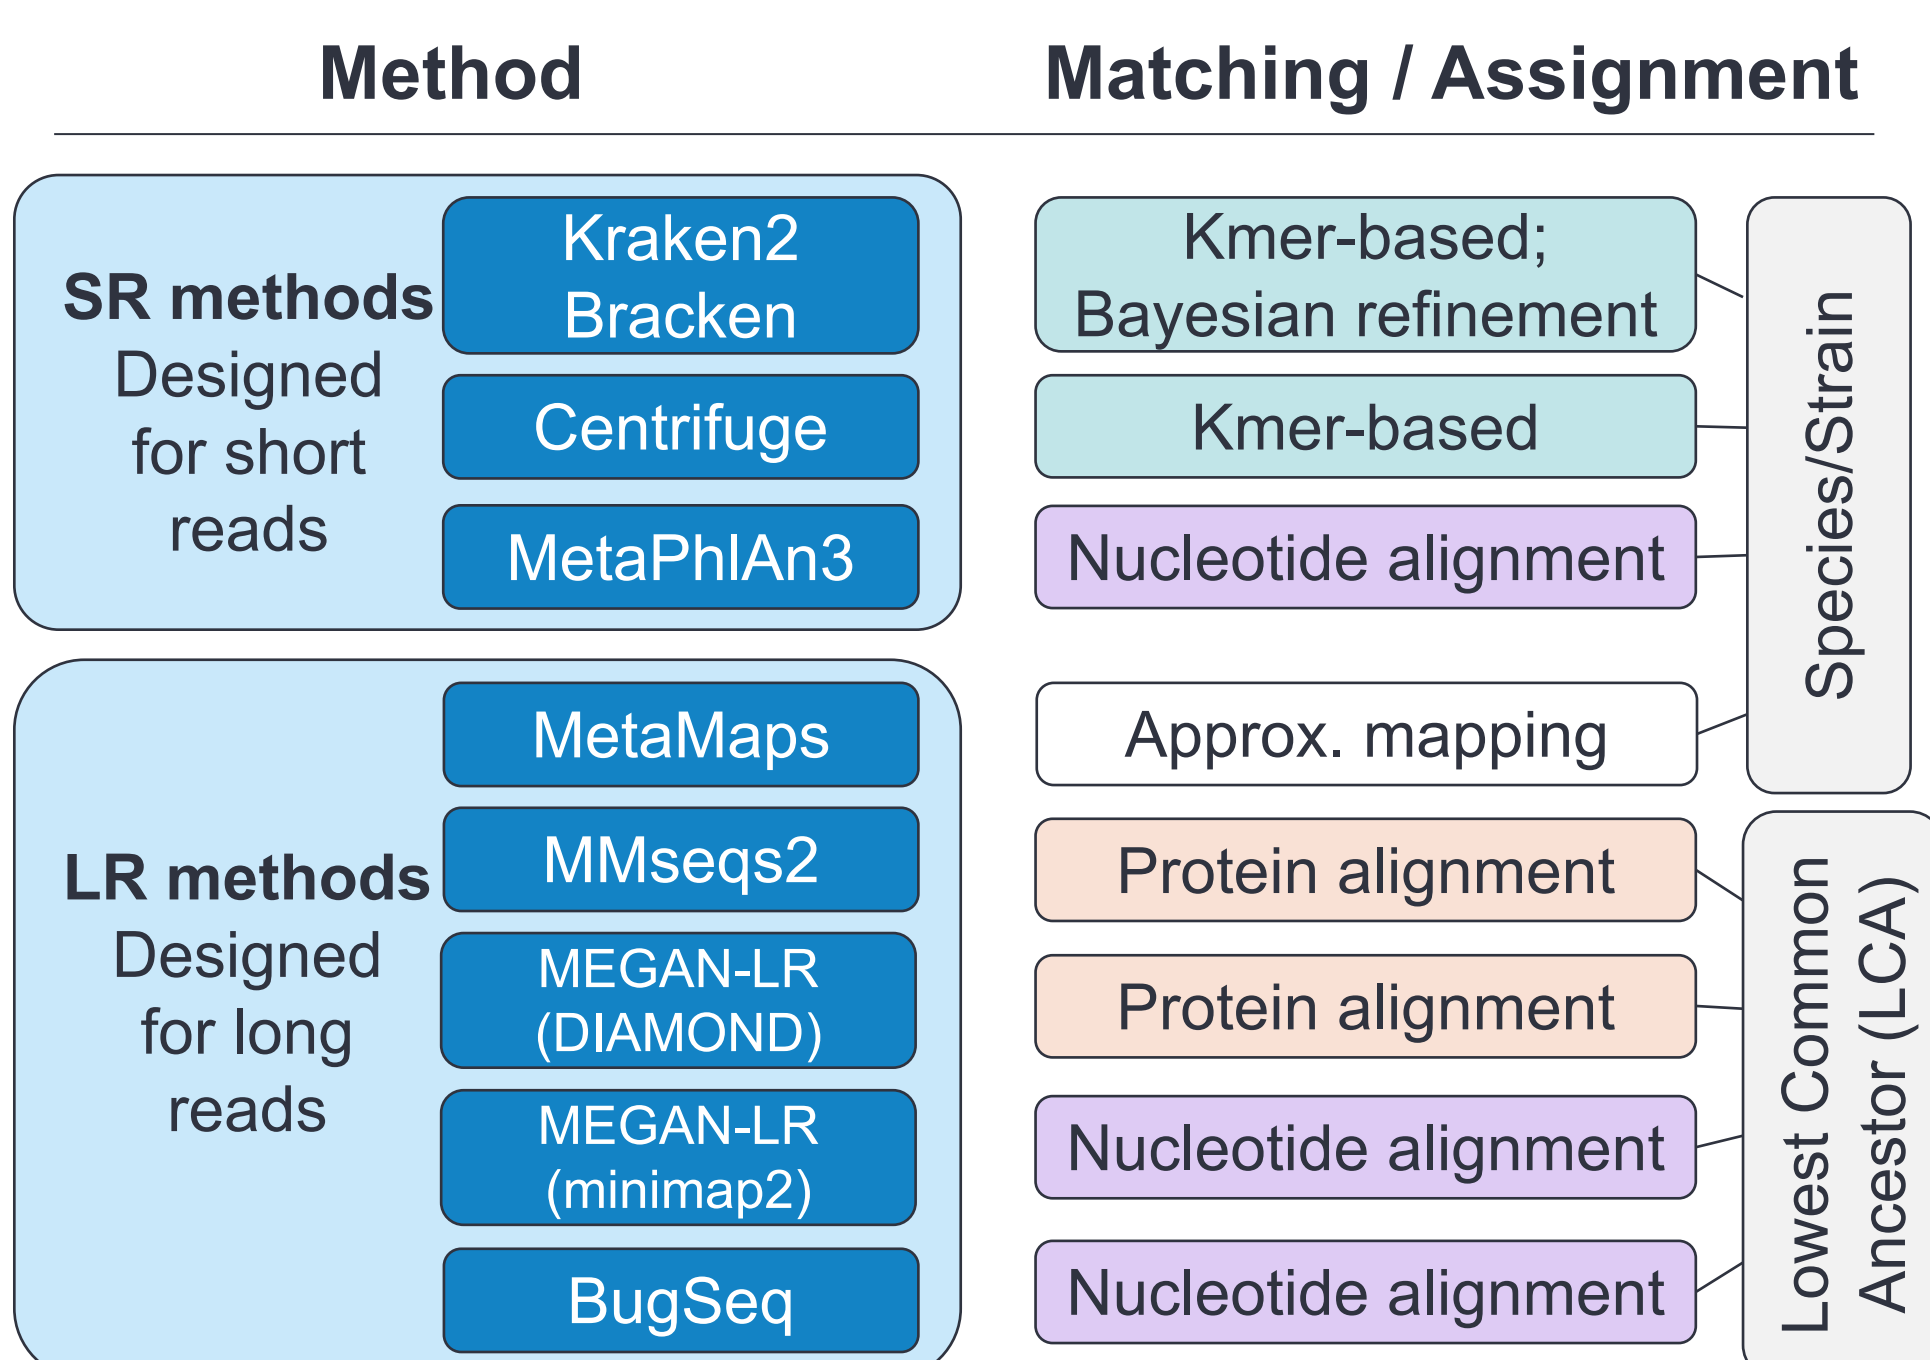 Method
Matching / Assignment
SR methods
Designed
for short
reads
Kraken2
Bracken
Centrifuge
MetaPhlAn3
Kmer-based;
Bayesian refinement
Kmer-based
Nucleotide alignment
Species/Strain
LR methods
Designed
for long
reads
MetaMaps
MMseqs2
MEGAN-LR
(DIAMOND)
MEGAN-LR
(minimap2)
BugSeq
Approx. mapping
Protein alignment
Protein alignment
Nucleotide alignment
Nucleotide alignment
Lowest Common
Ancestor (LCA)